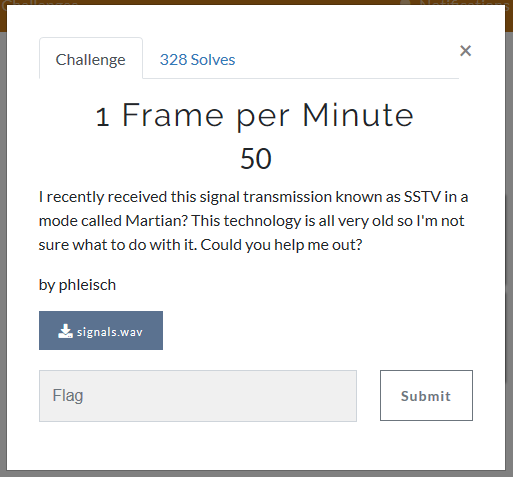 Challenges Notifications
Challenge 328 Solves ×
1 Frame per Minute
50
I recently received this signal transmission known as SSTV in a
mode called Martian? This technology is all very old so I'm not
sure what to do with it. Could you help me out?
by phleisch
signals.wav
Flag Submit